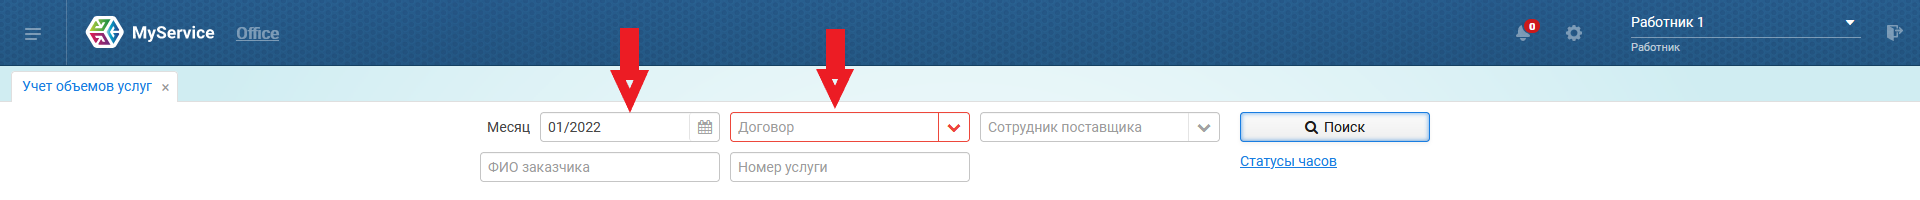 MyService Office
0
Работник 1
Работник
Учет объемов услуг ×
Месяц 01/2022 Договор Сотрудник поставщика Поиск
ФИО заказчика Номер услуги Статусы часов